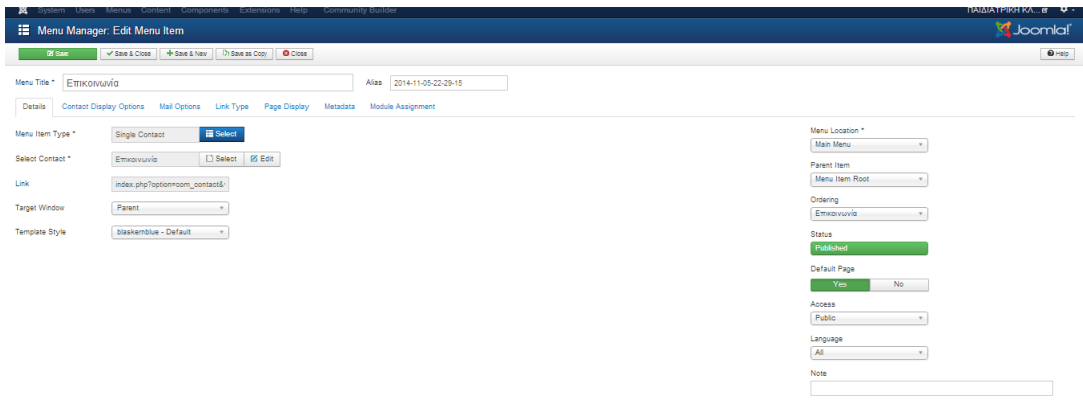 System Users Menus Content Components Extensions Help Community Builder ΠΑΙΔΙΑΤΡΙΚΗ ΚΛ...
Menu Manager: Edit Menu Item Joomla!
Save Save & Close Save & New Save as Copy Close Help
Menu Title * Επικοινωνία Alias 2014-11-05-22-29-15
Details Contact Display Options Mail Options Link Type Page Display Metadata Module Assignment
Menu Item Type * Single Contact Select
Select Contact * Επικοινωνία Select Edit
Link index.php?option=com_contact&
Target Window Parent
Template Style blaskernblue - Default
Menu Location *
Main Menu
Parent Item
Menu Item Root
Ordering
Επικοινωνία
Status
Published
Default Page
Yes No
Access
Public
Language
All
Note